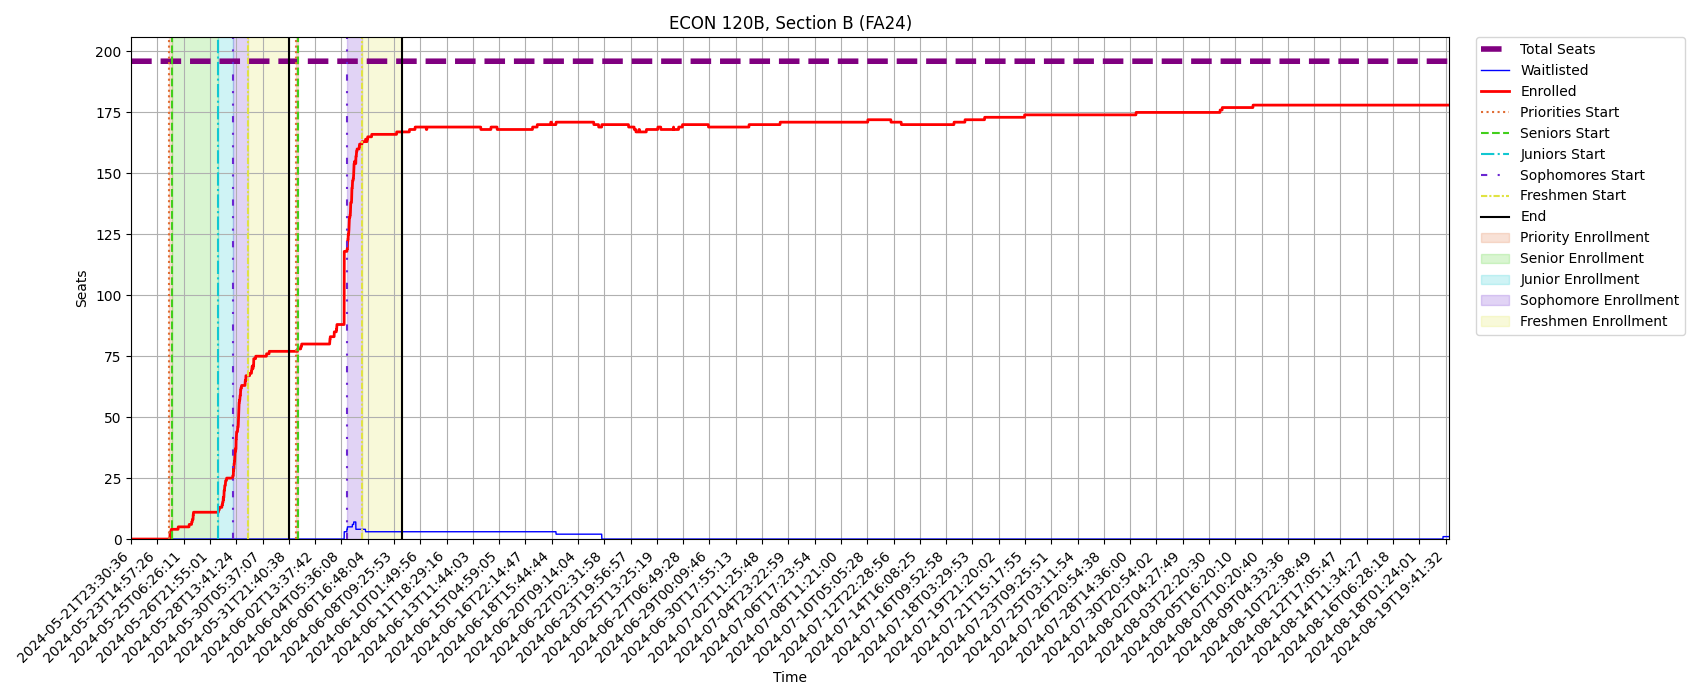 ECON 120B, Section B (FA24)
Seats
200
175
150
125
100
75
50
25
0
2024-05-21T23:30:36
2024-05-23T14:57:26
2024-05-25T06:26:11
2024-05-26T21:55:01
2024-05-28T13:41:24
2024-05-30T05:37:07
2024-05-31T21:40:38
2024-06-02T13:37:42
2024-06-04T05:36:08
2024-06-06T16:48:04
2024-06-08T09:25:53
2024-06-10T01:49:56
2024-06-11T18:29:16
2024-06-13T11:44:03
2024-06-15T04:59:05
2024-06-16T22:14:47
2024-06-18T15:44:44
2024-06-20T09:14:04
2024-06-22T02:31:58
2024-06-23T19:56:57
2024-06-25T13:25:19
2024-06-27T06:49:28
2024-06-29T00:09:46
2024-06-30T17:55:13
2024-07-02T11:25:48
2024-07-04T23:22:59
2024-07-06T17:23:54
2024-07-08T11:21:00
2024-07-10T05:05:28
2024-07-12T22:28:56
2024-07-14T16:08:25
2024-07-16T09:52:58
2024-07-18T03:29:53
2024-07-19T21:20:02
2024-07-21T15:17:55
2024-07-23T09:25:51
2024-07-25T03:11:54
2024-07-26T20:54:38
2024-07-28T14:36:00
2024-07-30T20:54:02
2024-08-02T04:27:49
2024-08-03T22:20:30
2024-08-05T16:20:10
2024-08-07T10:20:40
2024-08-09T04:33:36
2024-08-10T22:38:49
2024-08-12T17:05:47
2024-08-14T11:34:27
2024-08-16T06:28:18
2024-08-18T01:24:01
2024-08-19T19:41:32
Time
Total Seats
Waitlisted
Enrolled
Priorities Start
Seniors Start
Juniors Start
Sophomores Start
Freshmen Start
End
Priority Enrollment
Senior Enrollment
Junior Enrollment
Sophomore Enrollment
Freshmen Enrollment